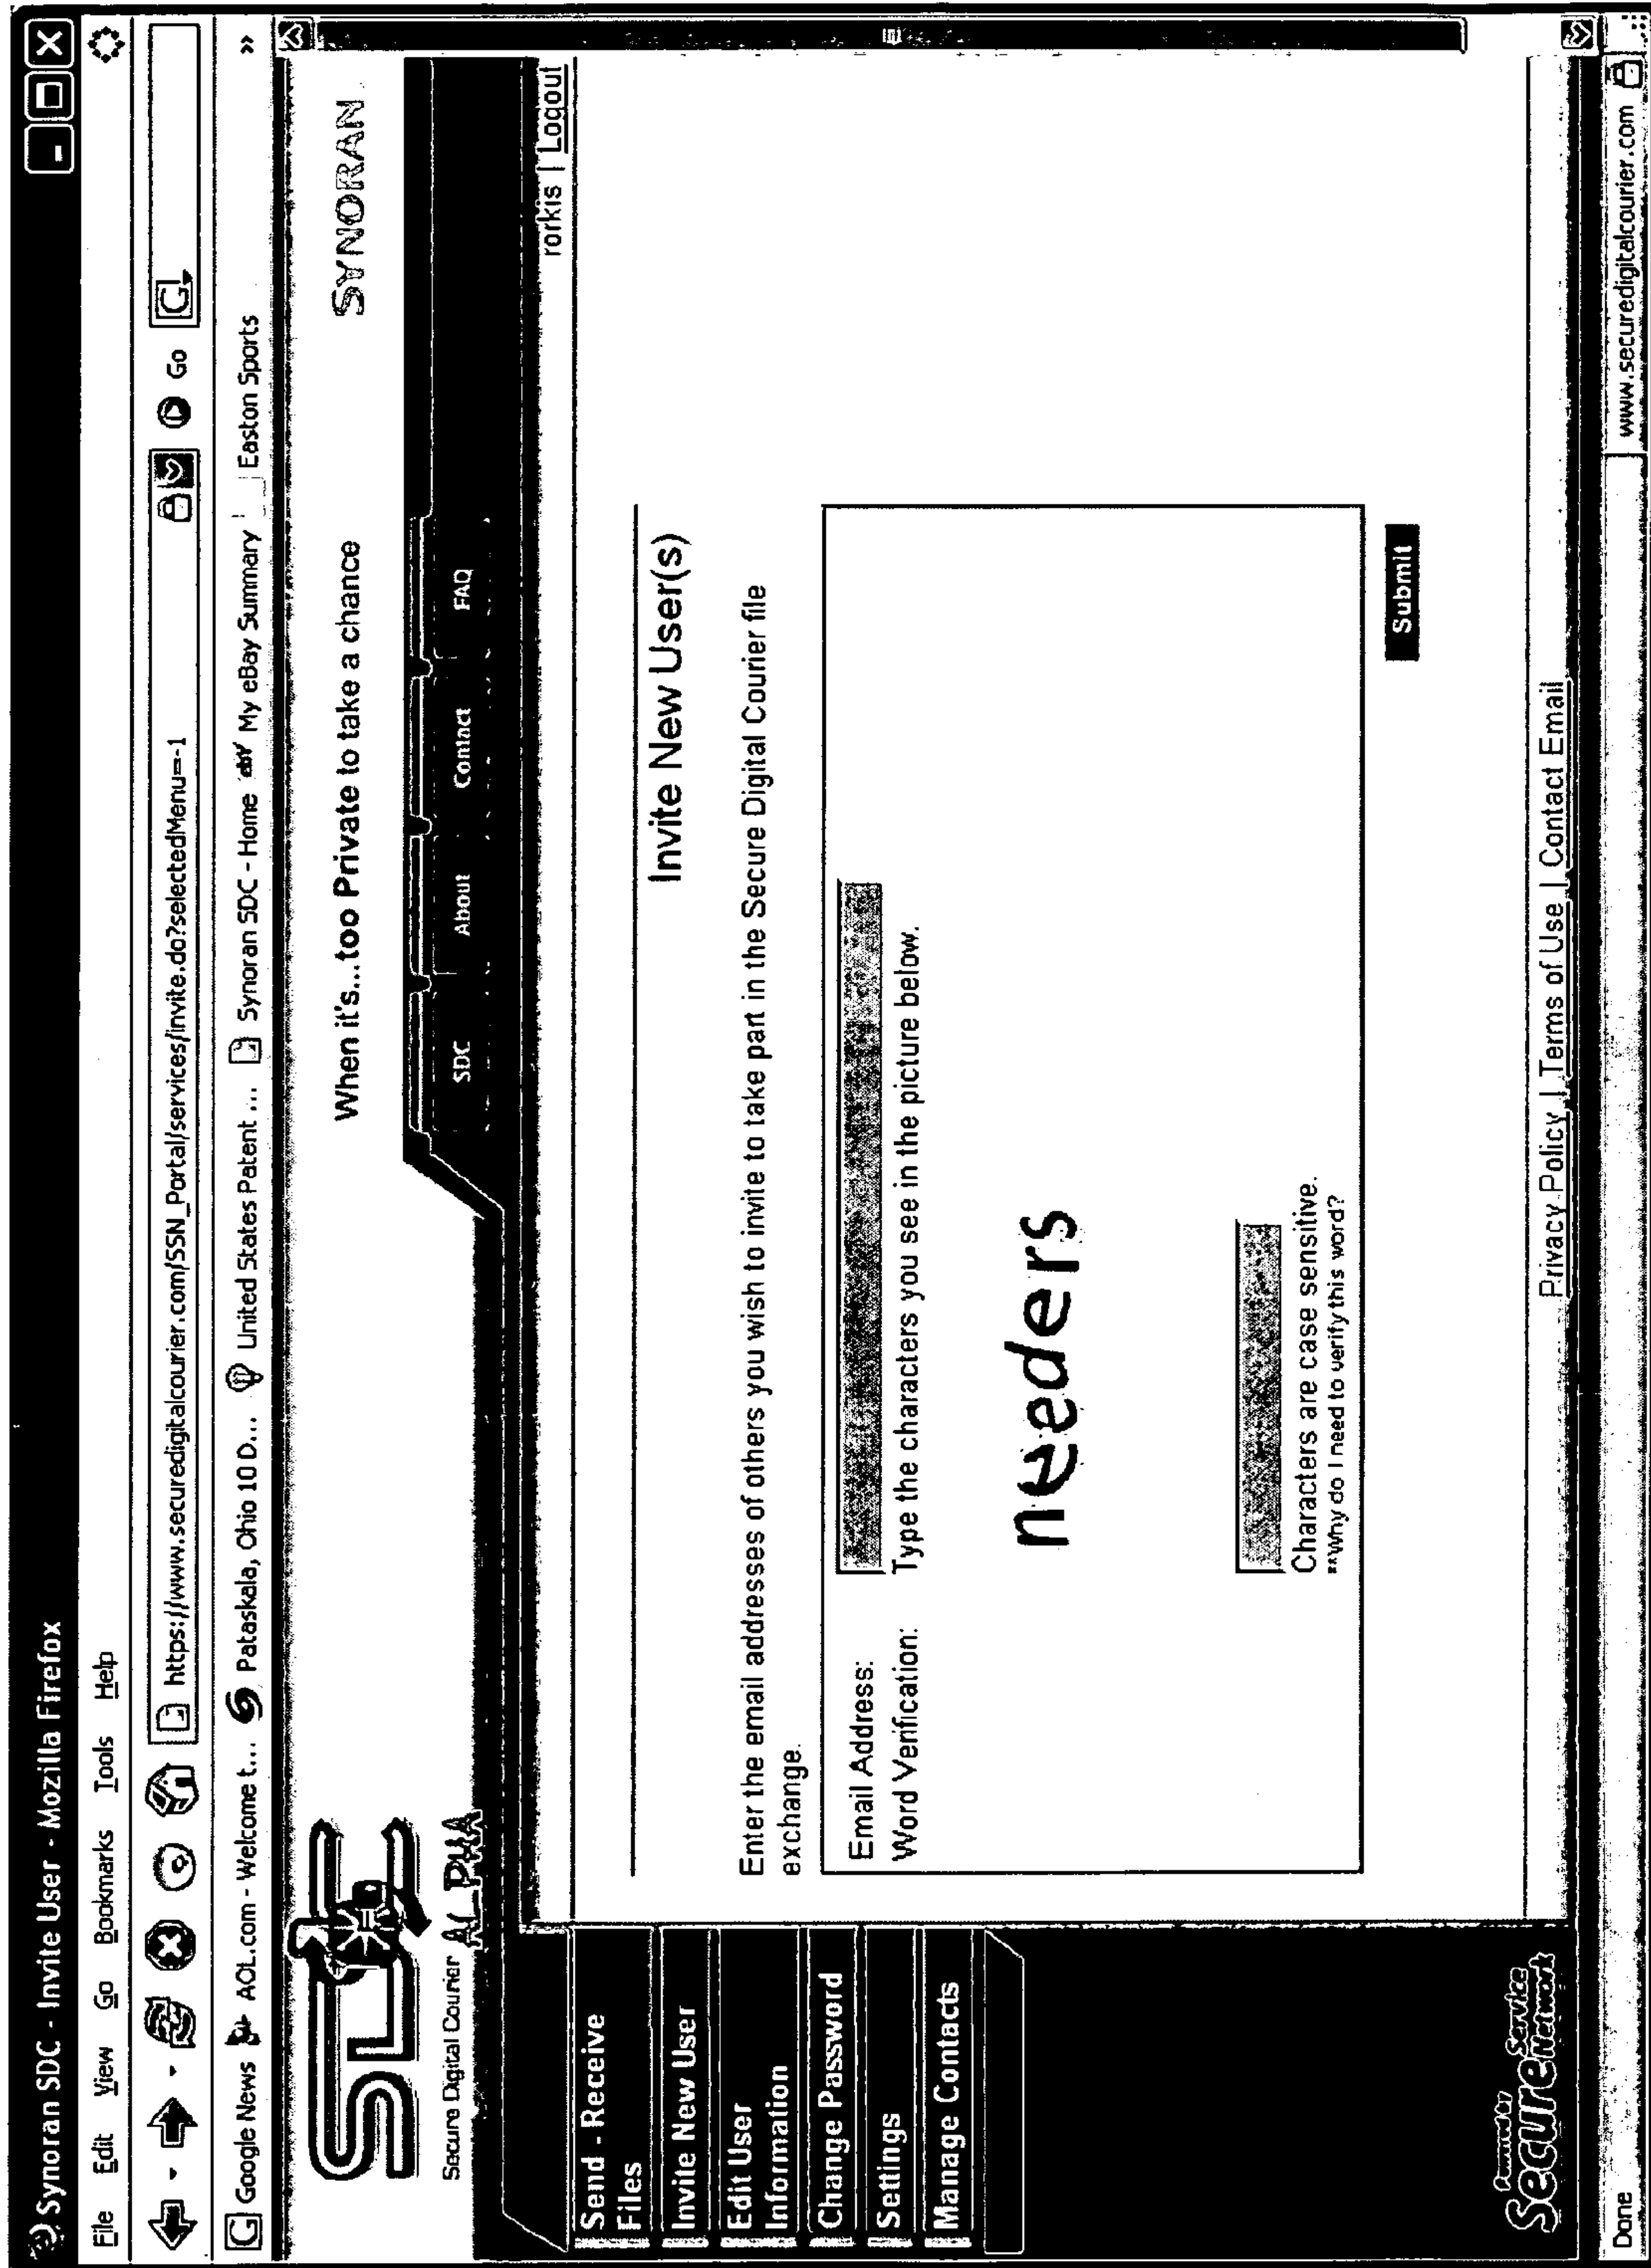 Synoran SDC - Invite User - Mozilla Firefox
File Edit View Go Bookmarks Tools Help
https://www.securedigitalcourier.com/SSN_Portal/services/invite.do?selectedMenu=-1 Go
Google News AOL.com - Welcome t... Pataskala, Ohio 10 D... United States Patent ... Synoran SDC - Home My eBay Summary Easton Sports »
SDC
Secure Digital Courier ALPHA
When it's...too Private to take a chance
SYNORAN
SDC About Contact FAQ
rorkis | Logout
Send - Receive
Files
Invite New User
Edit User
Information
Change Password
Settings
Manage Contacts
Invite New User(s)
Enter the email addresses of others you wish to invite to take part in the Secure Digital Courier file
exchange.
Email Address:
Word Verification: Type the characters you see in the picture below.
needers
Characters are case sensitive.
**Why do I need to verify this word?
Submit
Powered by
Secure Service
Network
Privacy Policy | Terms of Use | Contact Email
Done www.securedigitalcourier.com